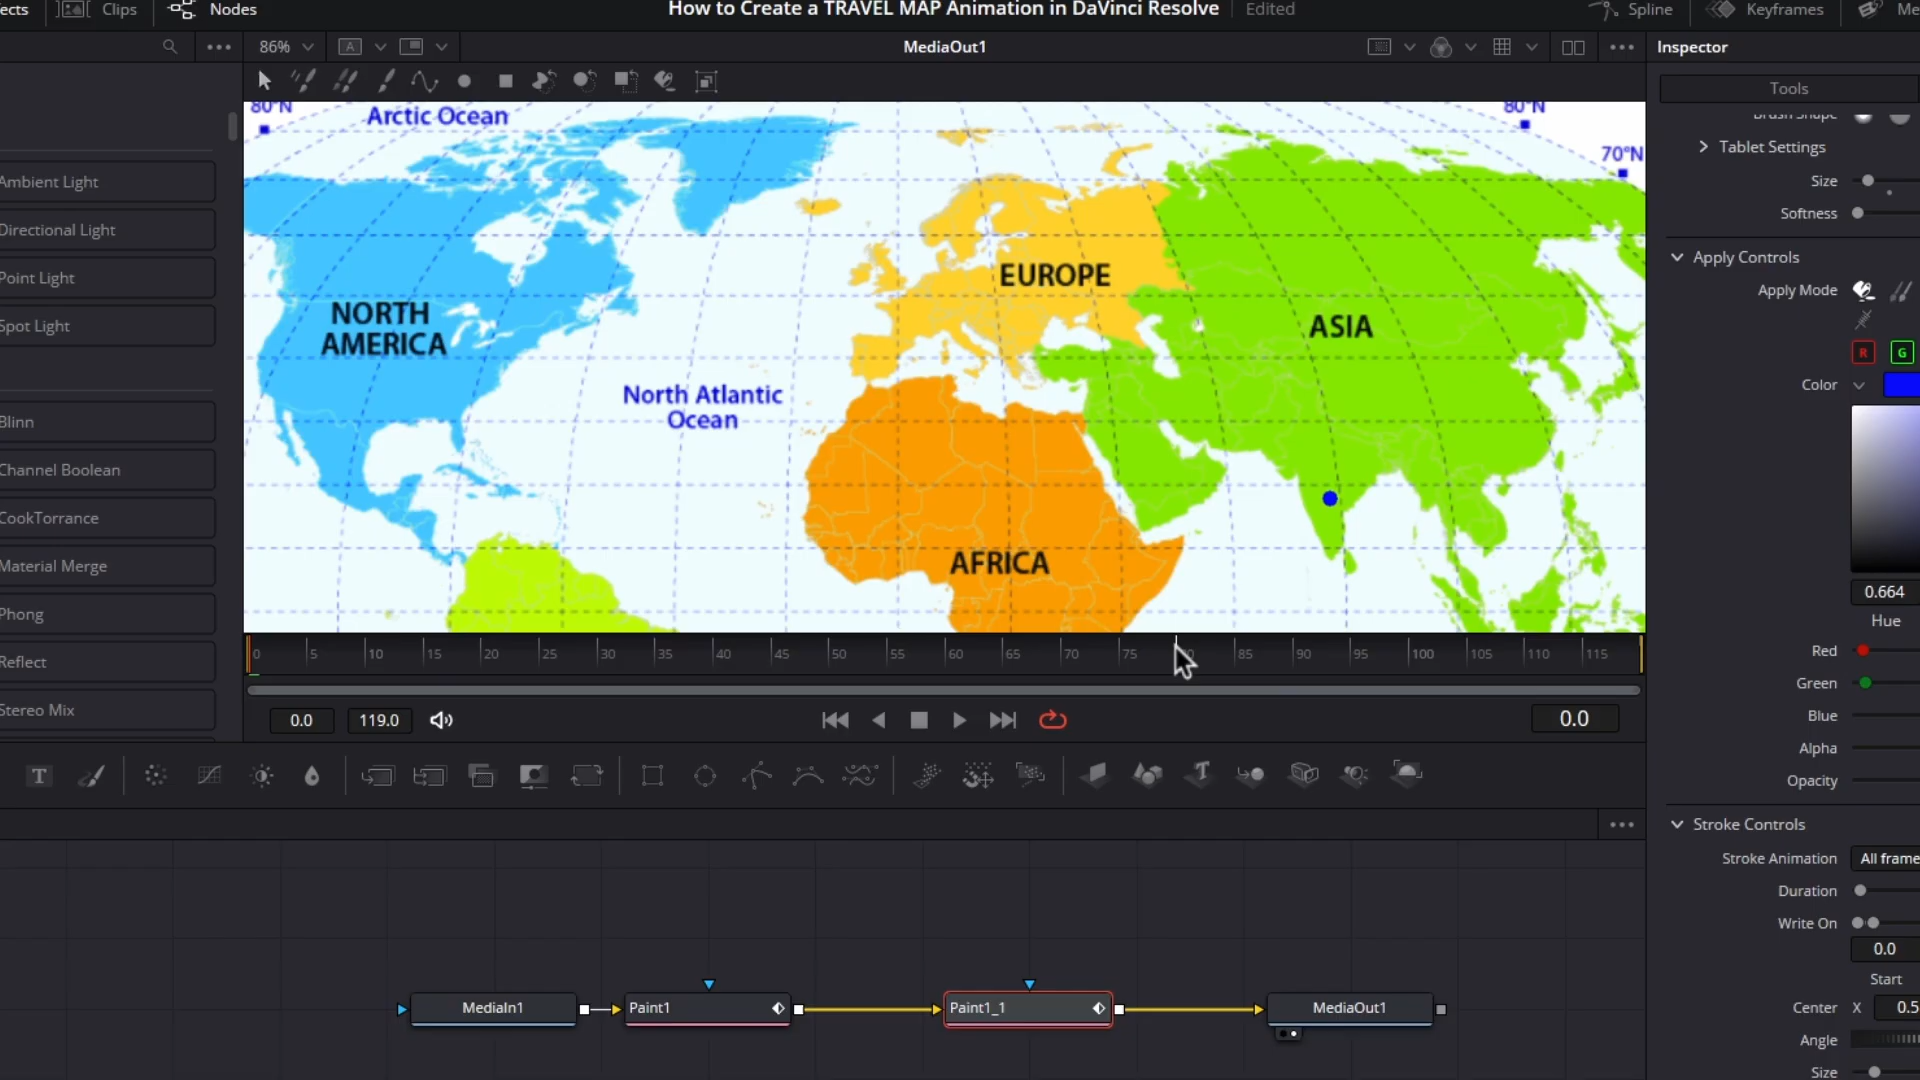 ects
Clips
Nodes
How to Create a TRAVEL MAP Animation in DaVinci Resolve
Edited
Spline
Keyframes
Me
86%
A
MediaOut1
Inspector
Tools
80°N
Arctic Ocean
80°N
70°N
NORTH
AMERICA
EUROPE
ASIA
North Atlantic
Ocean
AFRICA
Ambient Light
Directional Light
Point Light
Spot Light
Blinn
Channel Boolean
CookTorrance
Material Merge
Phong
Reflect
Stereo Mix
Brush Shape
Tablet Settings
Size
Softness
Apply Controls
Apply Mode
R
G
Color
0.664
Hue
Red
Green
Blue
Alpha
Opacity
Stroke Controls
Stroke Animation
All frame
Duration
Write On
0.0
Start
Center
X
0.5
Angle
Size
0 5 10 15 20 25 30 35 40 45 50 55 60 65 70 75 80 85 90 95 100 105 110 115
0.0
119.0
0.0
T
MediaIn1
Paint1
Paint1_1
MediaOut1